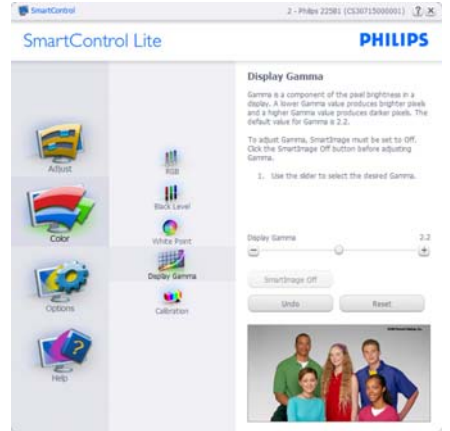 SmartControl
2 - Philips 225B1 (CS30715000001)
SmartControl Lite
PHILIPS
Adjust
Color
Options
Help
RGB
Black Level
White Point
Display Gamma
Calibration
Display Gamma
Gamma is a component of the pixel brightness in a
display. A lower Gamma value produces brighter pixels
and a higher Gamma value produces darker pixels. The
default value for Gamma is 2.2.
To adjust Gamma, SmartImage must be set to Off.
Click the SmartImage Off button before adjusting
Gamma.
1. Use the slider to select the desired Gamma.
Display Gamma 2.2
SmartImage Off
Undo Reset